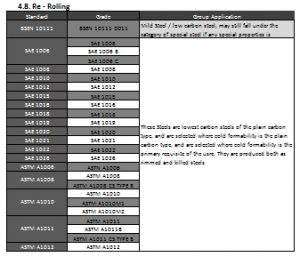 4.8. Re - Rolling
Standard Grade Group Application
BSEN 10111 BSEN 10111 DD11 Mild Steel / low carbon steel, may still fall under the
category of special steel if any special properties is
SAE 1006 SAE 1006
SAE 1006 B
SAE 1006 C
SAE 1008 SAE 1008
SAE 1010 SAE 1010
SAE 1012 SAE 1012
SAE 1015 SAE 1015
SAE 1016 SAE 1016
SAE 1018 SAE 1018
SAE 1019 SAE 1019
SAE 1020 SAE 1020
SAE 1021 SAE 1021
SAE 1022 SAE 1022
SAE 1026 SAE 1026
These Steels are lowest carbon steels of the plain carbon
type, and are selected where cold formability is the plain
carbon type, and are selected where cold formability is the
primary requisite of the users. They are produced both as
rimmed and killed steels
ASTM A1006 ASTM A1006
ASTM A1008 ASTM A1008
ASTM A1008 CS TYPE B
ASTM A1010 ASTM A1010
ASTM A1010M1
ASTM A1010M2
ASTM A1011 ASTM A1011
ASTM A1011B
ASTM A1011 CS TYPE B
ASTM A1012 ASTM A1012